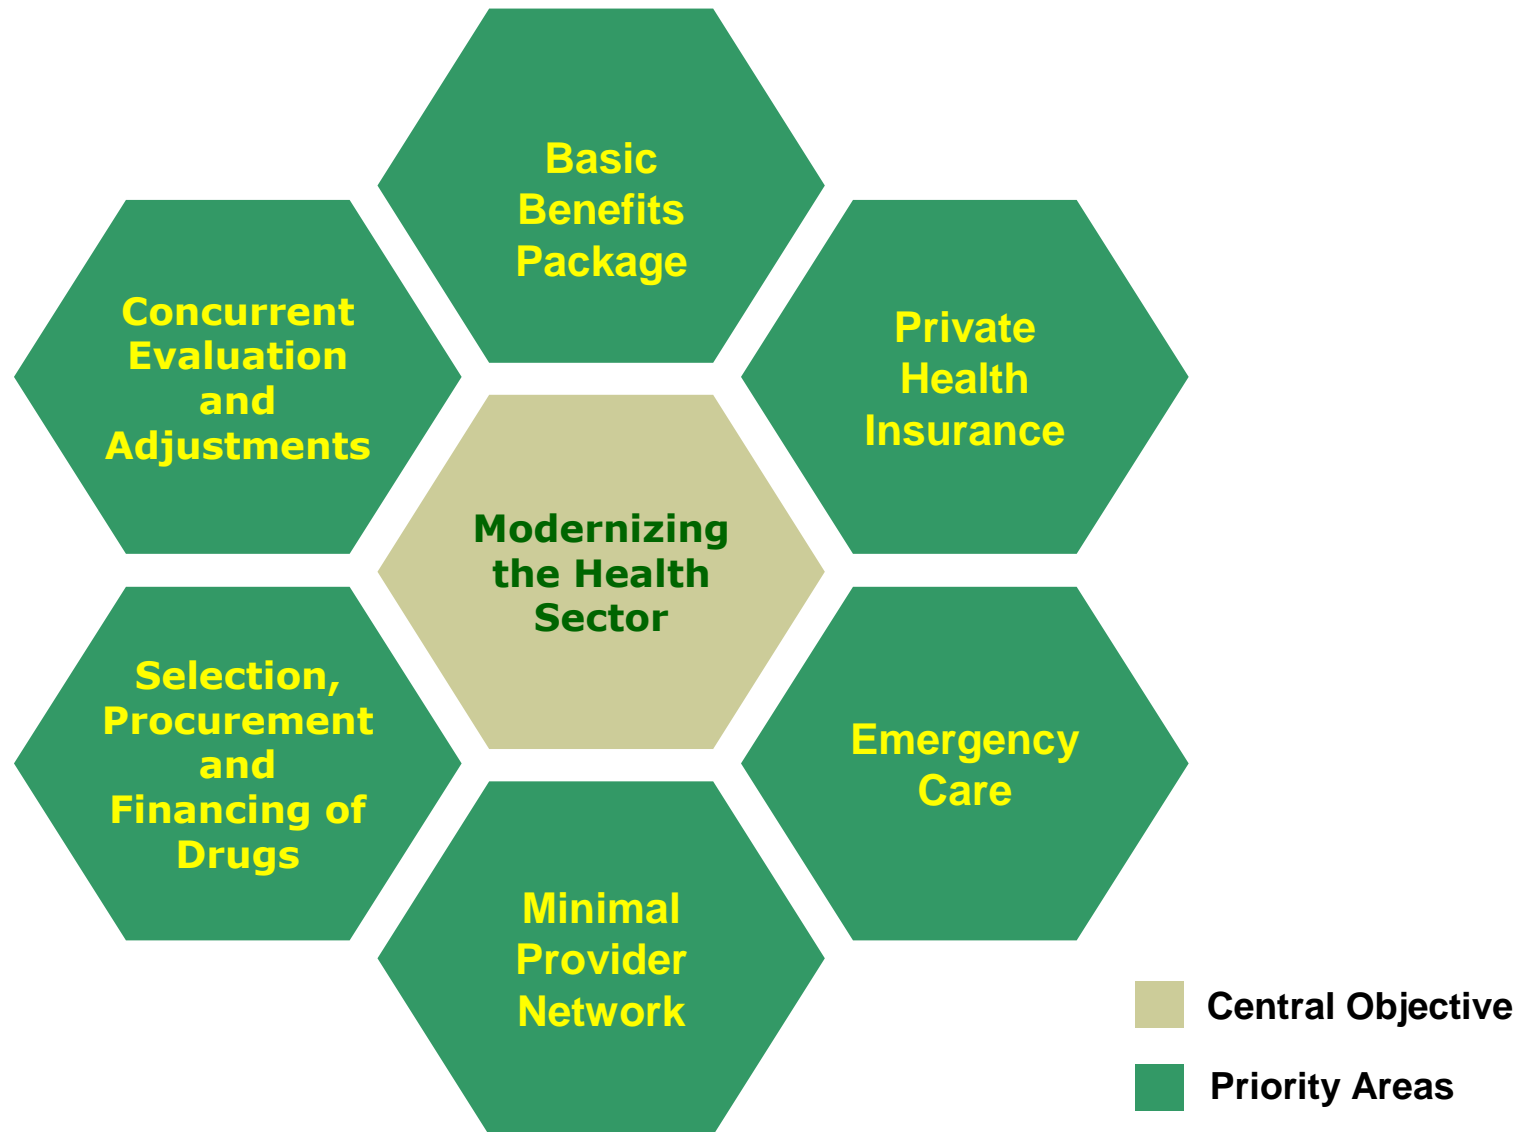 Basic
Benefits
Package
Concurrent
Evaluation
and
Adjustments
Private
Health
Insurance
Modernizing
the Health
Sector
Selection,
Procurement
and
Financing of
Drugs
Emergency
Care
Minimal
Provider
Network
Central Objective
Priority Areas